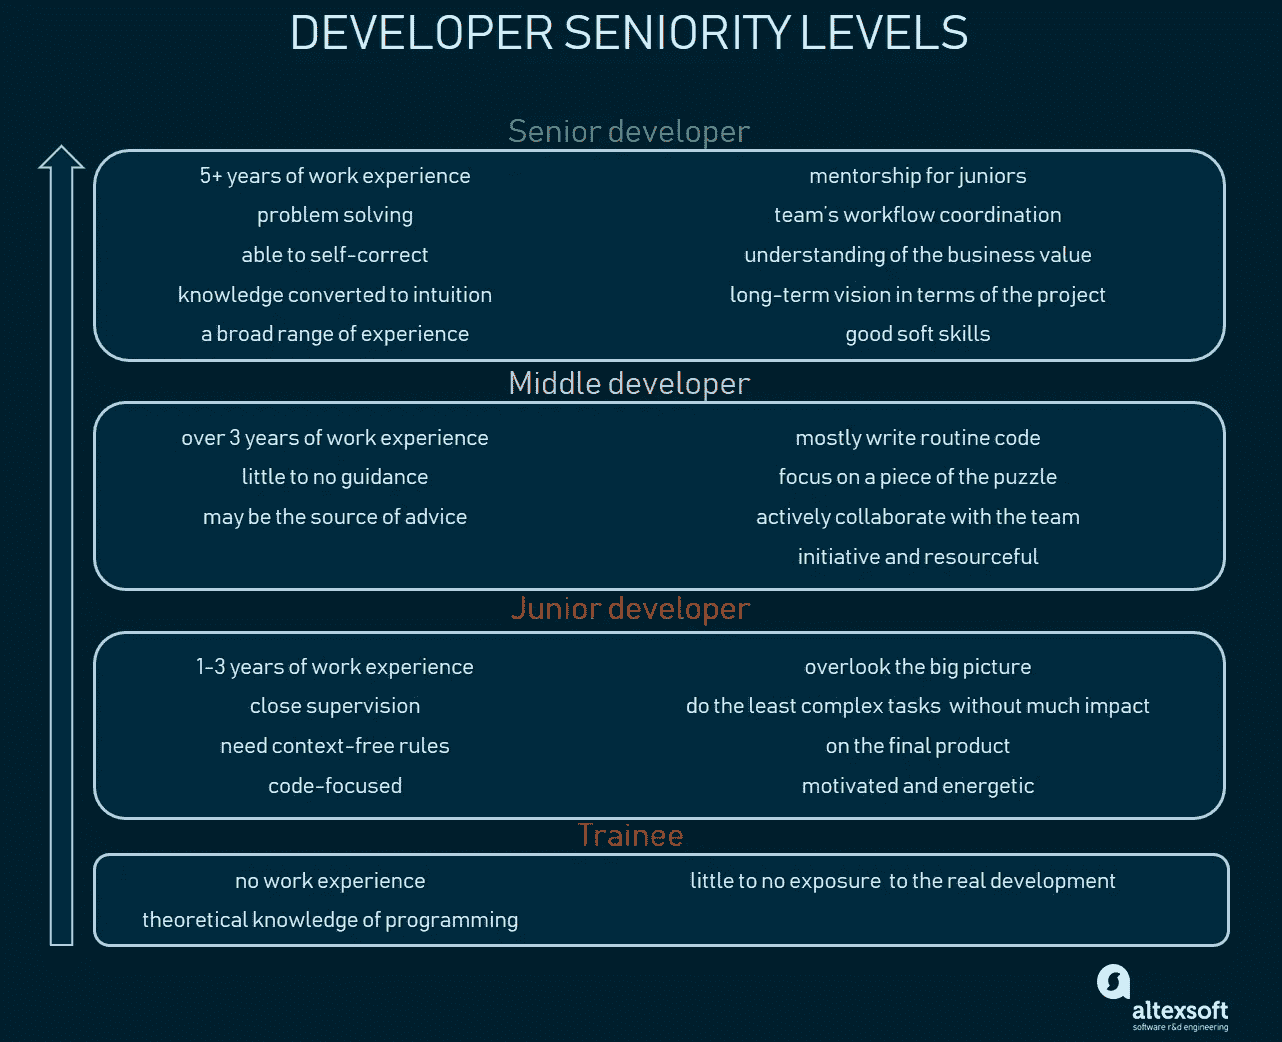 DEVELOPER SENIORITY LEVELS
Senior developer
5+ years of work experience
problem solving
able to self-correct
knowledge converted to intuition
a broad range of experience
mentorship for juniors
team's workflow coordination
understanding of the business value
long-term vision in terms of the project
good soft skills
Middle developer
over 3 years of work experience
little to no guidance
may be the source of advice
mostly write routine code
focus on a piece of the puzzle
actively collaborate with the team
initiative and resourceful
Junior developer
1-3 years of work experience
close supervision
need context-free rules
code-focused
overlook the big picture
do the least complex tasks without much impact
on the final product
motivated and energetic
Trainee
no work experience
theoretical knowledge of programming
little to no exposure to the real development
altexsoft
software r&d engineering